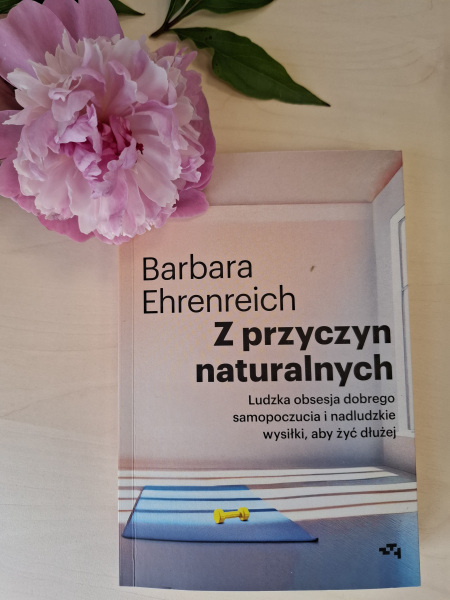 Barbara
Ehrenreich
Z przyczyn
naturalnych
Ludzka obsesja dobrego
samopoczucia i nadludzkie
wysiłki, aby żyć dłużej